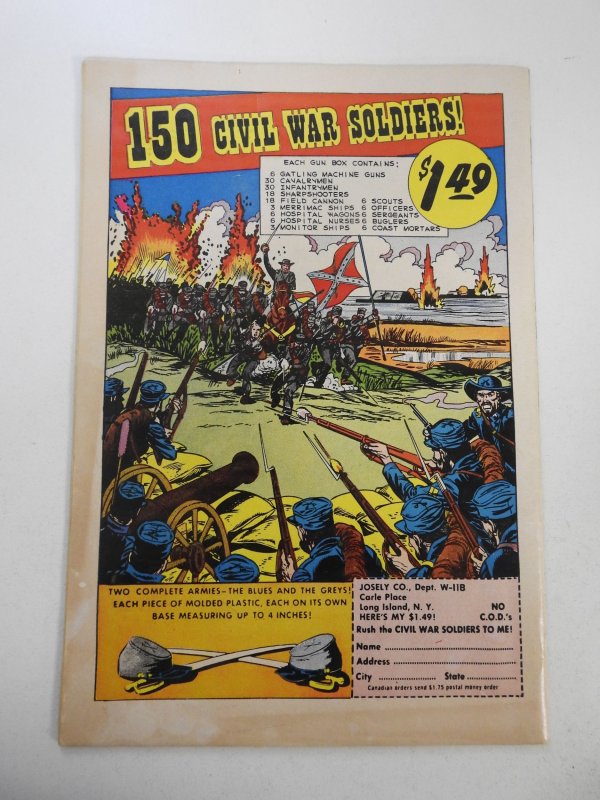 150 CIVIL WAR SOLDIERS!
EACH GUN BOX CONTAINS;
$1.49
6 GATLING MACHINE GUNS
30 CAVALRYMEN
30 INFANTRYMEN
18 SHARPSHOOTERS
18 FIELD CANNON 6 SCOUTS
3 MERRIMAC SHIPS 6 OFFICERS
6 HOSPITAL WAGONS 6 SERGEANTS
6 HOSPITAL NURSES 6 BUGLERS
3 MONITOR SHIPS 6 COAST MORTARS
TWO COMPLETE ARMIES—THE BLUES AND THE GREYS!
EACH PIECE OF MOLDED PLASTIC, EACH ON ITS OWN
BASE MEASURING UP TO 4 INCHES!
JOSELY CO., Dept. W-11B
Carle Place
Long Island, N. Y. NO
HERE'S MY $1.49! C.O.D.'s
Rush the CIVIL WAR SOLDIERS TO ME!
Name
Address
City State
Canadian orders send $1.75 postal money order